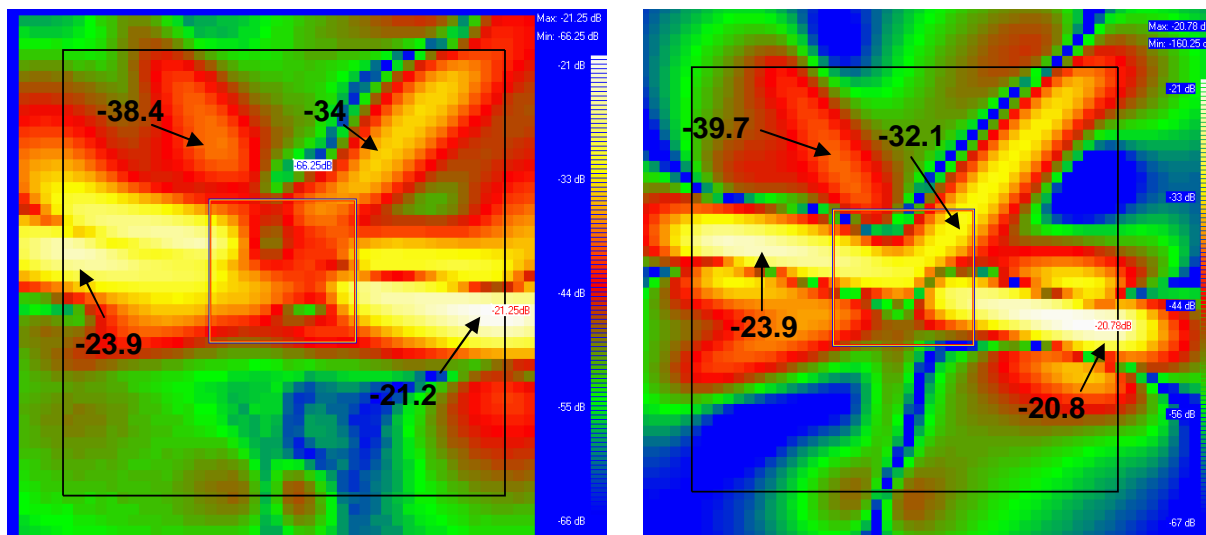 Max: -21.25 dB
Min: -66.25 dB
-21 dB
-38.4
-34
-66.25dB
-33 dB
-44 dB
-21.25dB
-23.9
-21.2
-55 dB
-66 dB
Max: -20.78 dB
Min: -160.25 d
-21 dB
-39.7
-32.1
-33 dB
-44 dB
-20.78dB
-23.9
-20.8
-56 dB
-67 dB